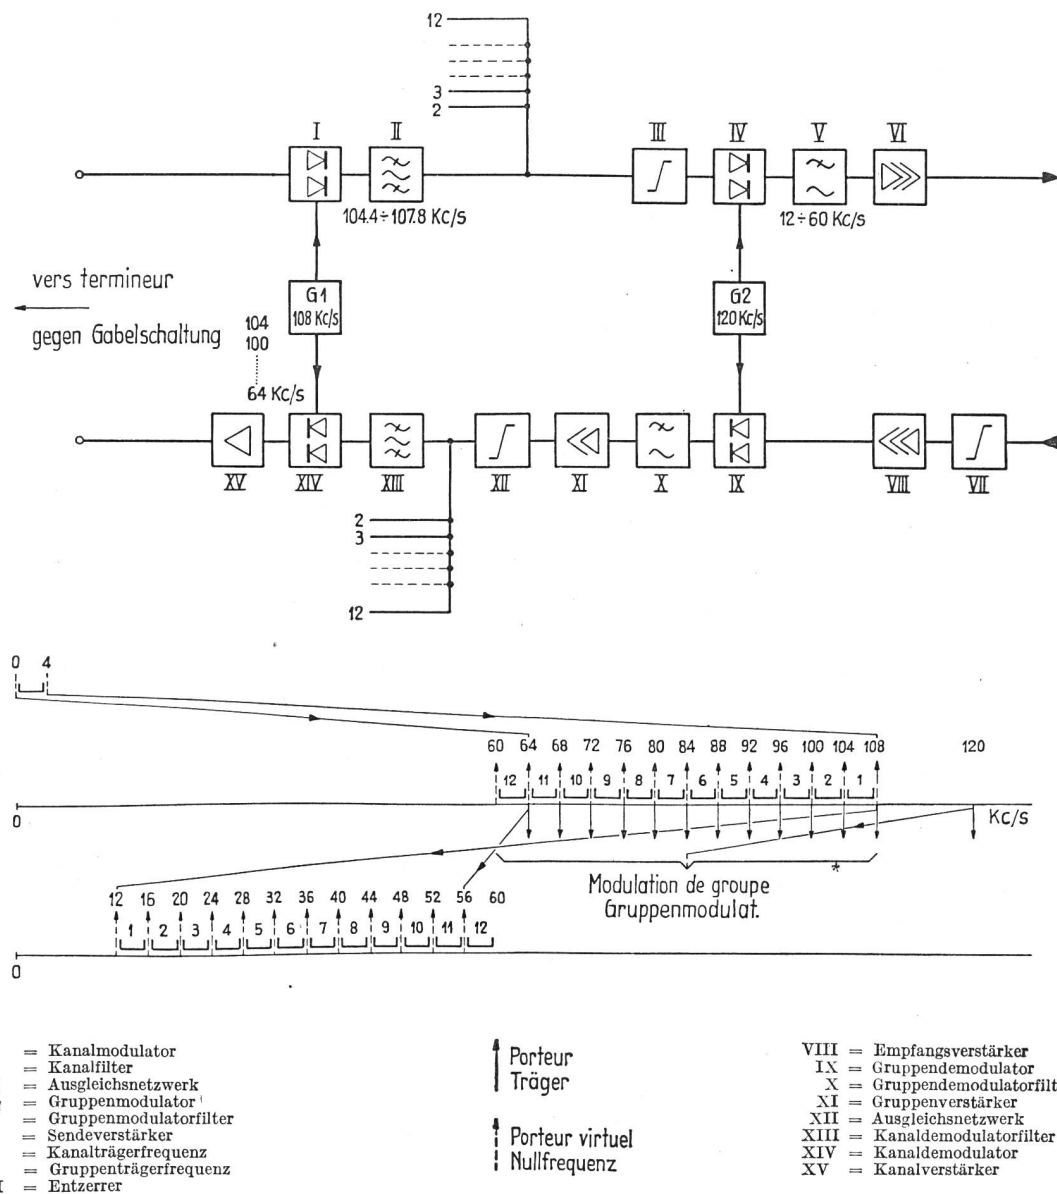 12
3
2
I II III IV V VI
104.4÷107.8 Kc/s
12÷60 Kc/s
vers termineur
gegen Gabelschaltung
G1
108 Kc/s
G2
120 Kc/s
104
100
64 Kc/s
XV XIV XIII XII XI X IX VIII VII
2
3
12
0 4
60 64 68 72 76 80 84 88 92 96 100 104 108 120
12 11 10 9 8 7 6 5 4 3 2 1
0
Kc/s
*
Modulation de groupe
Gruppenmodulat.
12 16 20 24 28 32 36 40 44 48 52 56 60
1 2 3 4 5 6 7 8 9 10 11 12
0
= Kanalmodulator
= Kanalfilter
= Ausgleichsnetzwerk
= Gruppenmodulator
= Gruppenmodulatorfilter
= Sendeverstärker
= Kanalträgerfrequenz
= Gruppenträgerfrequenz
I = Entzerrer
Porteur
Träger
Porteur virtuel
Nullfrequenz
VIII = Empfangsverstärker
IX = Gruppendemodulator
X = Gruppendemodulatorfilt
XI = Gruppenverstärker
XII = Ausgleichsnetzwerk
XIII = Kanaldemodulatorfilter
XIV = Kanaldemodulator
XV = Kanalverstärker